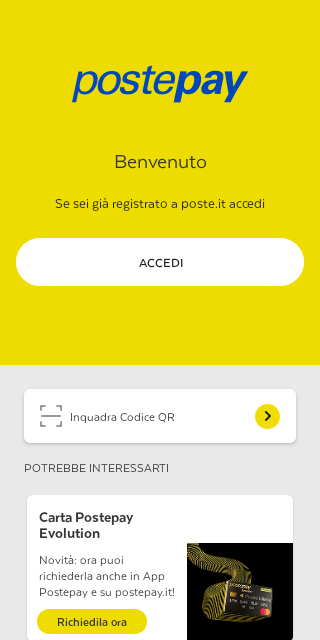 postepay
Benvenuto
Se sei già registrato a poste.it accedi
ACCEDI
Inquadra Codice QR
POTREBBE INTERESSARTI
Carta Postepay
Evolution
Novità: ora puoi
richiederla anche in App
Postepay e su postepay.it!
Richiedila ora